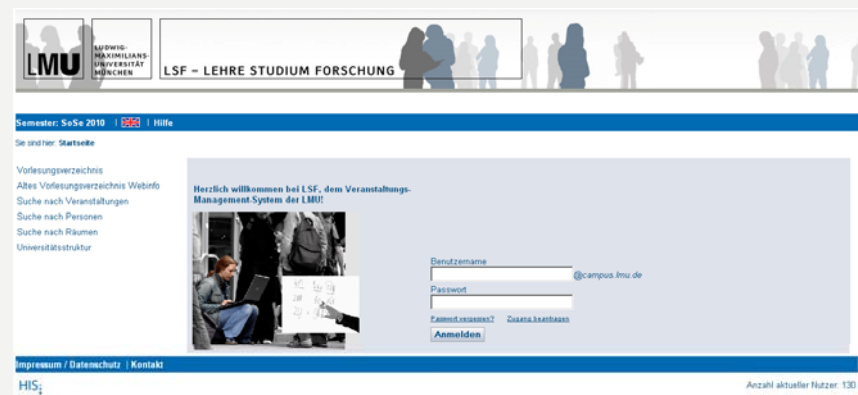 LMU
LUDWIG-
MAXIMILIANS-
UNIVERSITÄT
MÜNCHEN
LSF – LEHRE STUDIUM FORSCHUNG
Semester: SoSe 2010 | | Hilfe
Sie sind hier: Startseite
Vorlesungsverzeichnis
Altes Vorlesungsverzeichnis Webinfo
Suche nach Veranstaltungen
Suche nach Personen
Suche nach Räumen
Universitätsstruktur
Herzlich willkommen bei LSF, dem Veranstaltungs-
Management-System der LMU!
Benutzername
@campus.lmu.de
Passwort
Passwort vergessen? Zugang beantragen
Anmelden
Impressum / Datenschutz | Kontakt
HIS
Anzahl aktueller Nutzer: 130